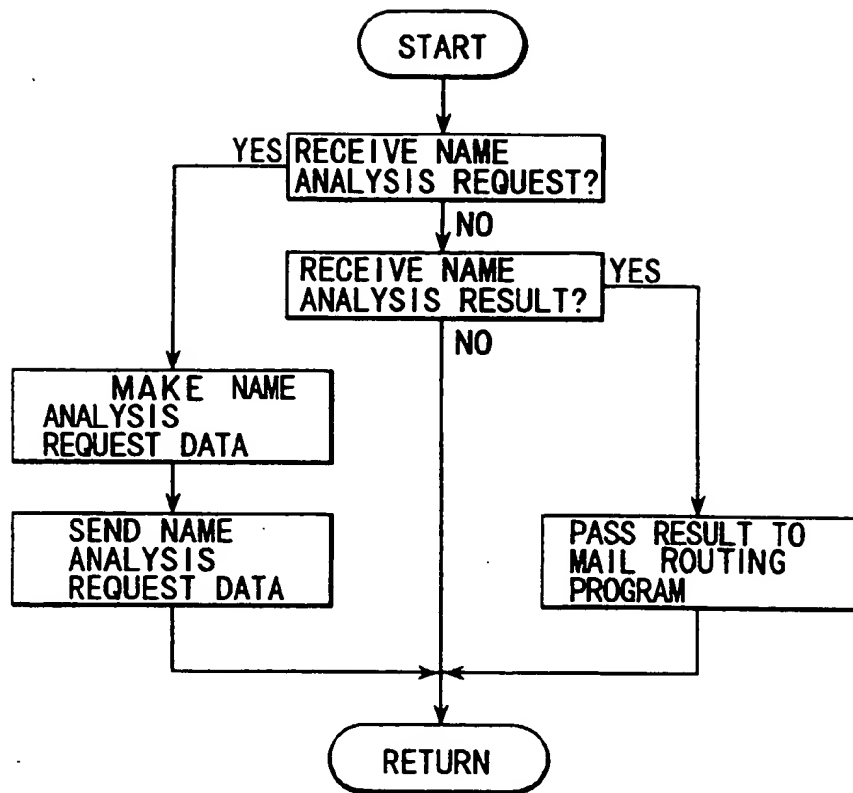 START
YES
RECEIVE NAME
ANALYSIS REQUEST?
NO
RECEIVE NAME
ANALYSIS RESULT?
YES
NO
MAKE NAME
ANALYSIS
REQUEST DATA
SEND NAME
ANALYSIS
REQUEST DATA
PASS RESULT TO
MAIL ROUTING
PROGRAM
RETURN